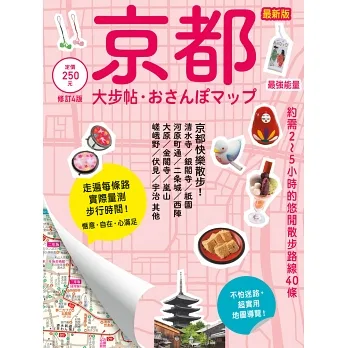 最新版
京都
定價
250
元
修訂4版
大步帖・おさんぽマップ
最強能量
京都快樂散步！
清水寺／銀閣寺／祇園
河原町通／二条城／西陣
大原／金閣寺／嵐山
嵯峨野／伏見／宇治 其他
約需2~5小時的悠閒散步路線40條
走遍每條路
實際量測
步行時間！
愜意・自在・心滿足
不怕迷路，
超實用
地圖導覽！